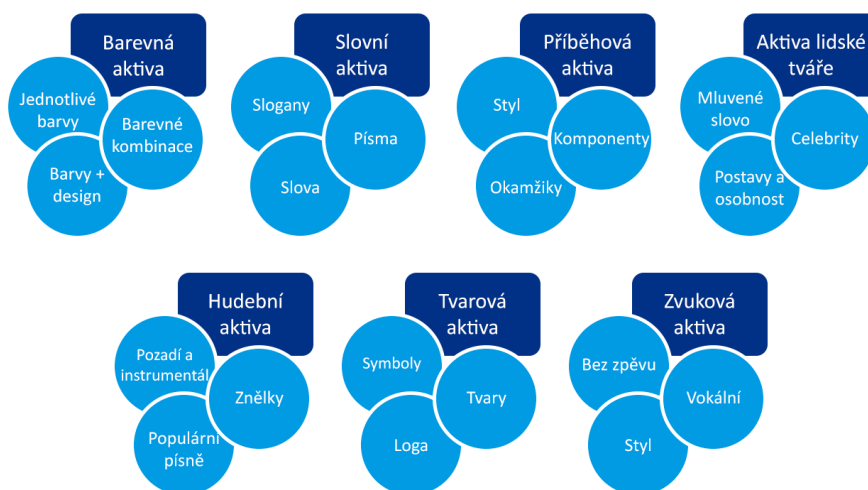 Barevná
aktiva
Jednotlivé
barvy
Barevné
kombinace
Barvy +
design
Slovní
aktiva
Slogany
Písma
Slova
Příběhová
aktiva
Styl
Komponenty
Okamžiky
Aktiva lidské
tváře
Mluvené
slovo
Celebrity
Postavy a
osobnost
Hudební
aktiva
Pozadí a
instrumentál
Znělky
Populární
písně
Tvarová
aktiva
Symboly
Tvary
Loga
Zvuková
aktiva
Bez zpěvu
Vokální
Styl